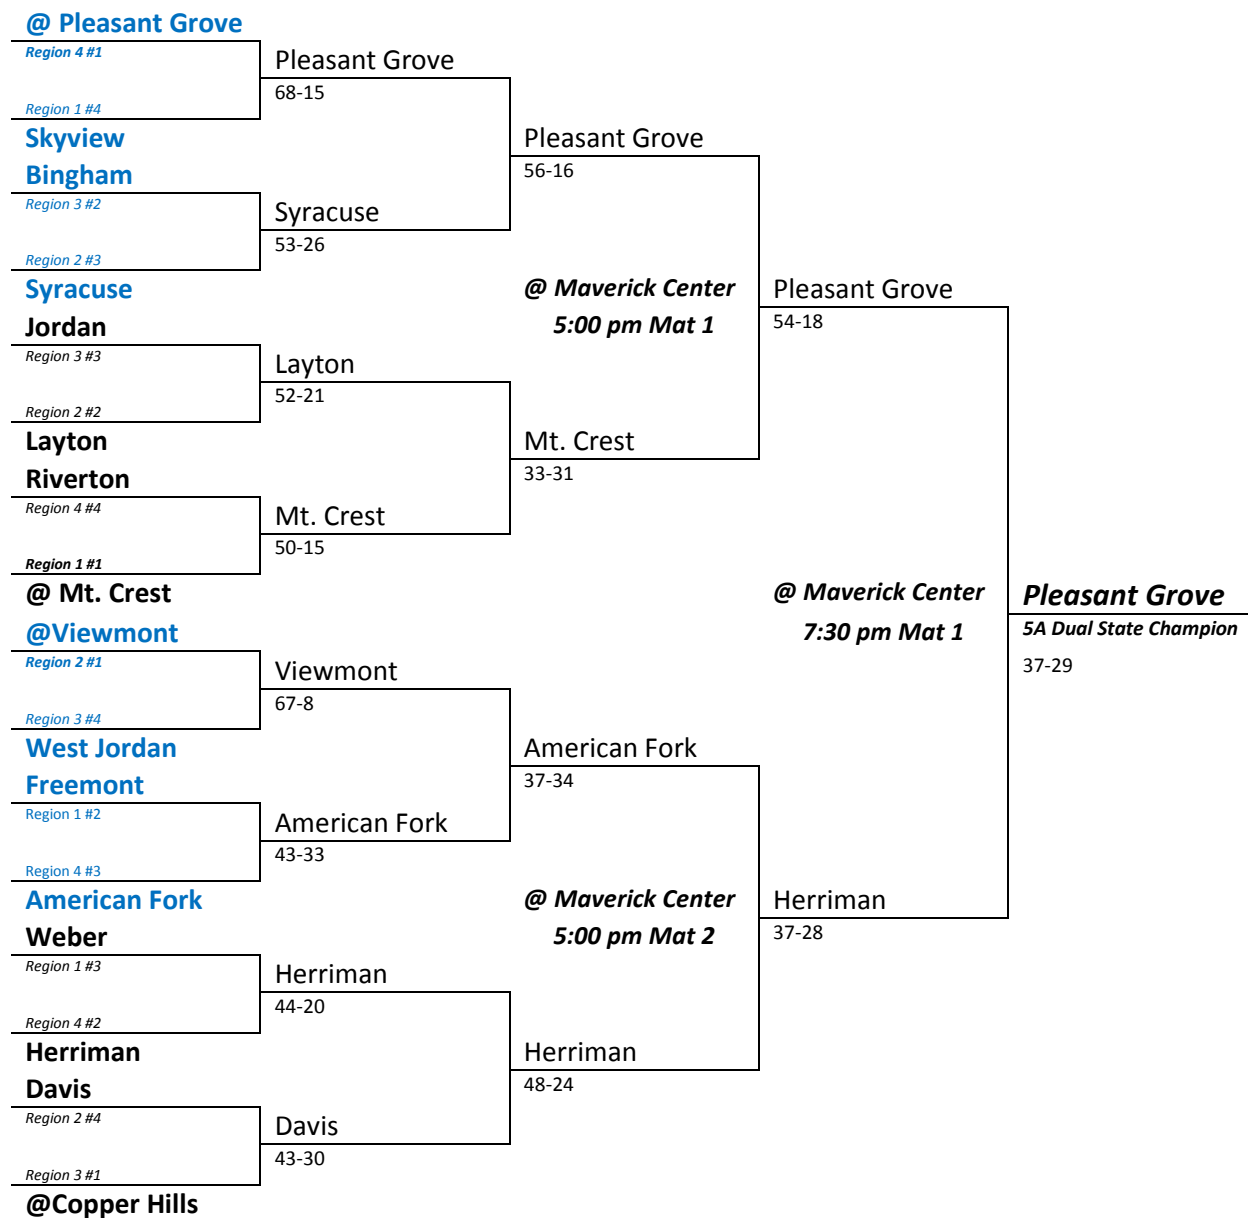 @ Pleasant Grove
Region 4 #1
Region 1 #4
Skyview
Bingham
Region 3 #2
Region 2 #3
Syracuse
Jordan
Region 3 #3
Region 2 #2
Layton
Riverton
Region 4 #4
Region 1 #1
@ Mt. Crest
@Viewmont
Region 2 #1
Region 3 #4
West Jordan
Freemont
Region 1 #2
Region 4 #3
American Fork
Weber
Region 1 #3
Region 4 #2
Herriman
Davis
Region 2 #4
Region 3 #1
@Copper Hills
Pleasant Grove
68-15
Syracuse
53-26
Layton
52-21
Mt. Crest
50-15
Viewmont
67-8
American Fork
43-33
Herriman
44-20
Davis
43-30
Pleasant Grove
56-16
@ Maverick Center
5:00 pm Mat 1
Mt. Crest
33-31
American Fork
37-34
@ Maverick Center
5:00 pm Mat 2
Herriman
48-24
Pleasant Grove
54-18
@ Maverick Center
7:30 pm Mat 1
Herriman
37-28
Pleasant Grove
5A Dual State Champion
37-29